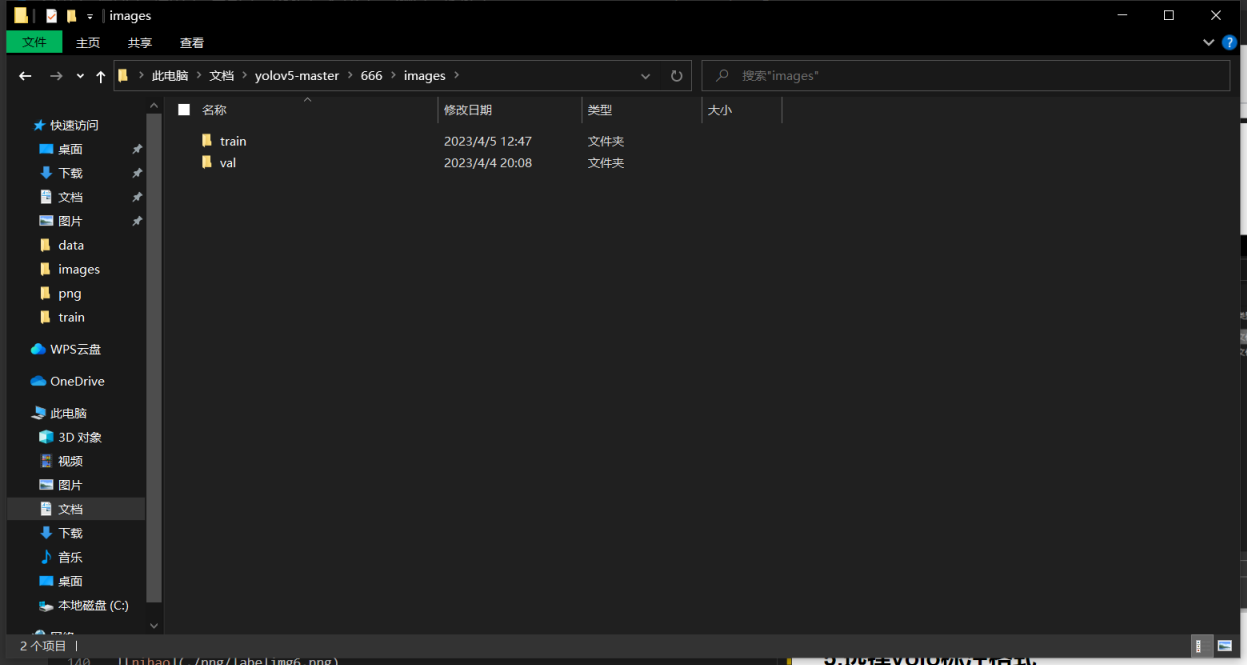 images
文件 主页 共享 查看
此电脑 文档 yolov5-master 666 images 搜索"images"
名称 修改日期 类型 大小
train 2023/4/5 12:47 文件夹
val 2023/4/4 20:08 文件夹
快速访问
桌面
下载
文档
图片
data
images
png
train
WPS云盘
OneDrive
此电脑
3D 对象
视频
图片
文档
下载
音乐
桌面
本地磁盘 (C:)
2 个项目
140 ![nihao](./png/labelimg6.png)